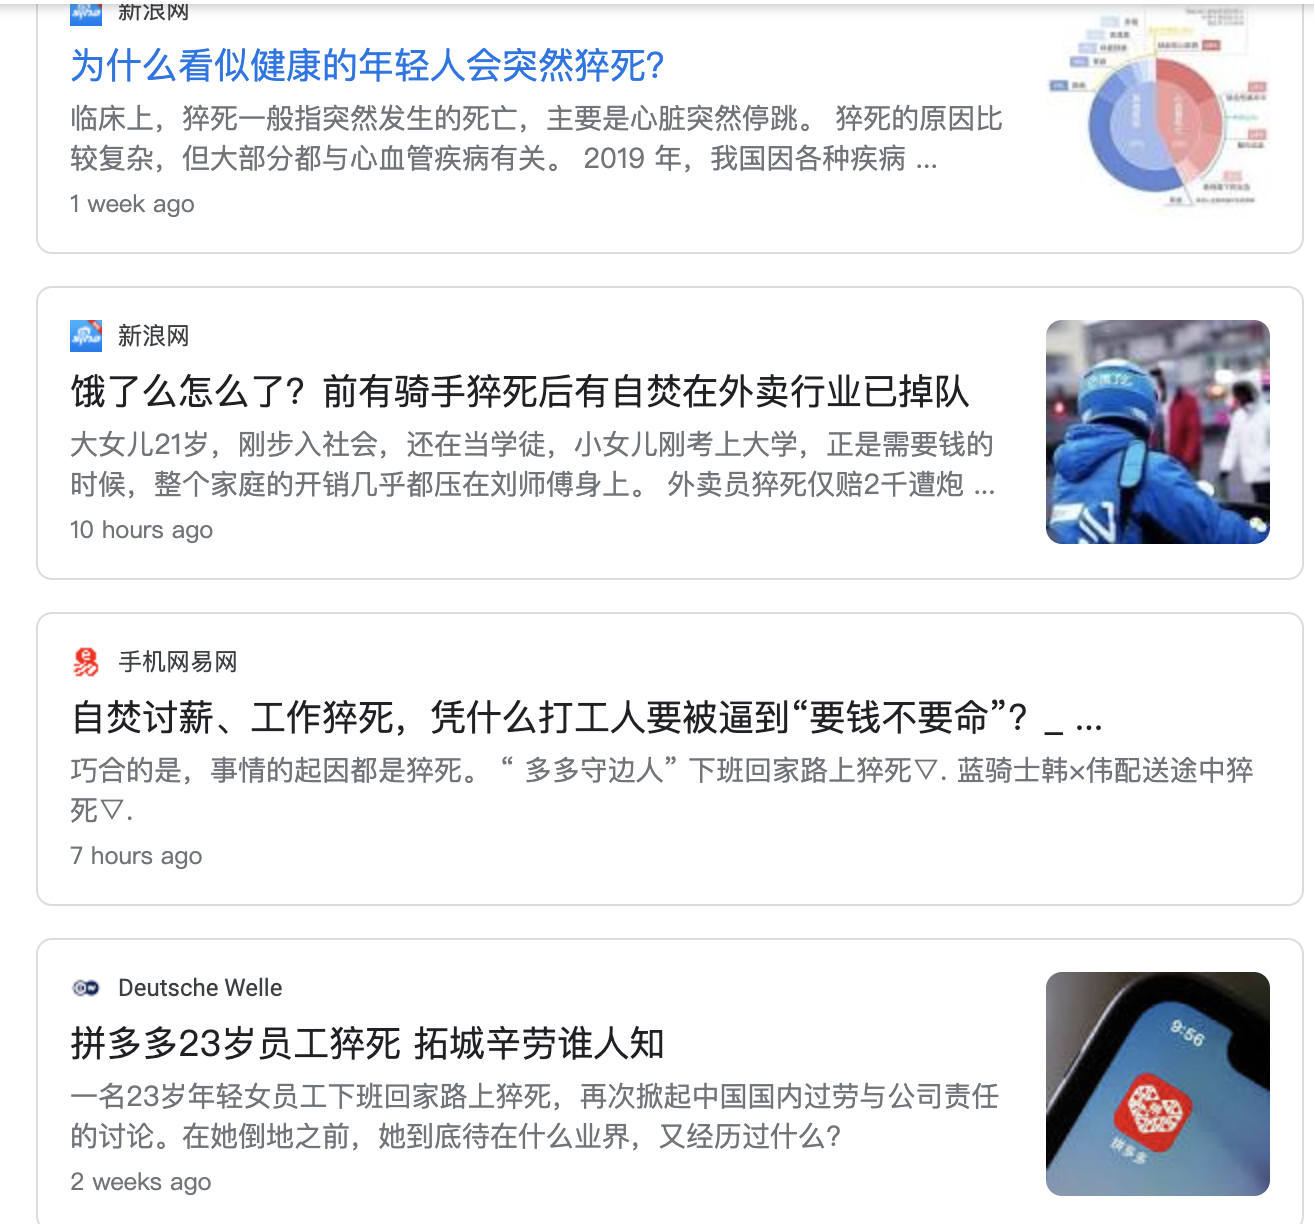 新浪网
为什么看似健康的年轻人会突然猝死?
临床上，猝死一般指突然发生的死亡，主要是心脏突然停跳。 猝死的原因比
较复杂，但大部分都与心血管疾病有关。 2019 年，我国因各种疾病 ...
1 week ago
新浪网
饿了么怎么了？前有骑手猝死后有自焚在外卖行业已掉队
大女儿21岁，刚步入社会，还在当学徒，小女儿刚考上大学，正是需要钱的
时候，整个家庭的开销几乎都压在刘师傅身上。 外卖员猝死仅赔2千遭炮 ...
10 hours ago
手机网易网
自焚讨薪、工作猝死，凭什么打工人要被逼到“要钱不要命”？_ ...
巧合的是，事情的起因都是猝死。 “ 多多守边人” 下班回家路上猝死▽. 蓝骑士韩×伟配送途中猝
死▽.
7 hours ago
Deutsche Welle
拼多多23岁员工猝死 拓城辛劳谁人知
一名23岁年轻女员工下班回家路上猝死，再次掀起中国国内过劳与公司责任
的讨论。在她倒地之前，她到底待在什么业界，又经历过什么?
2 weeks ago
9:56
拼多多